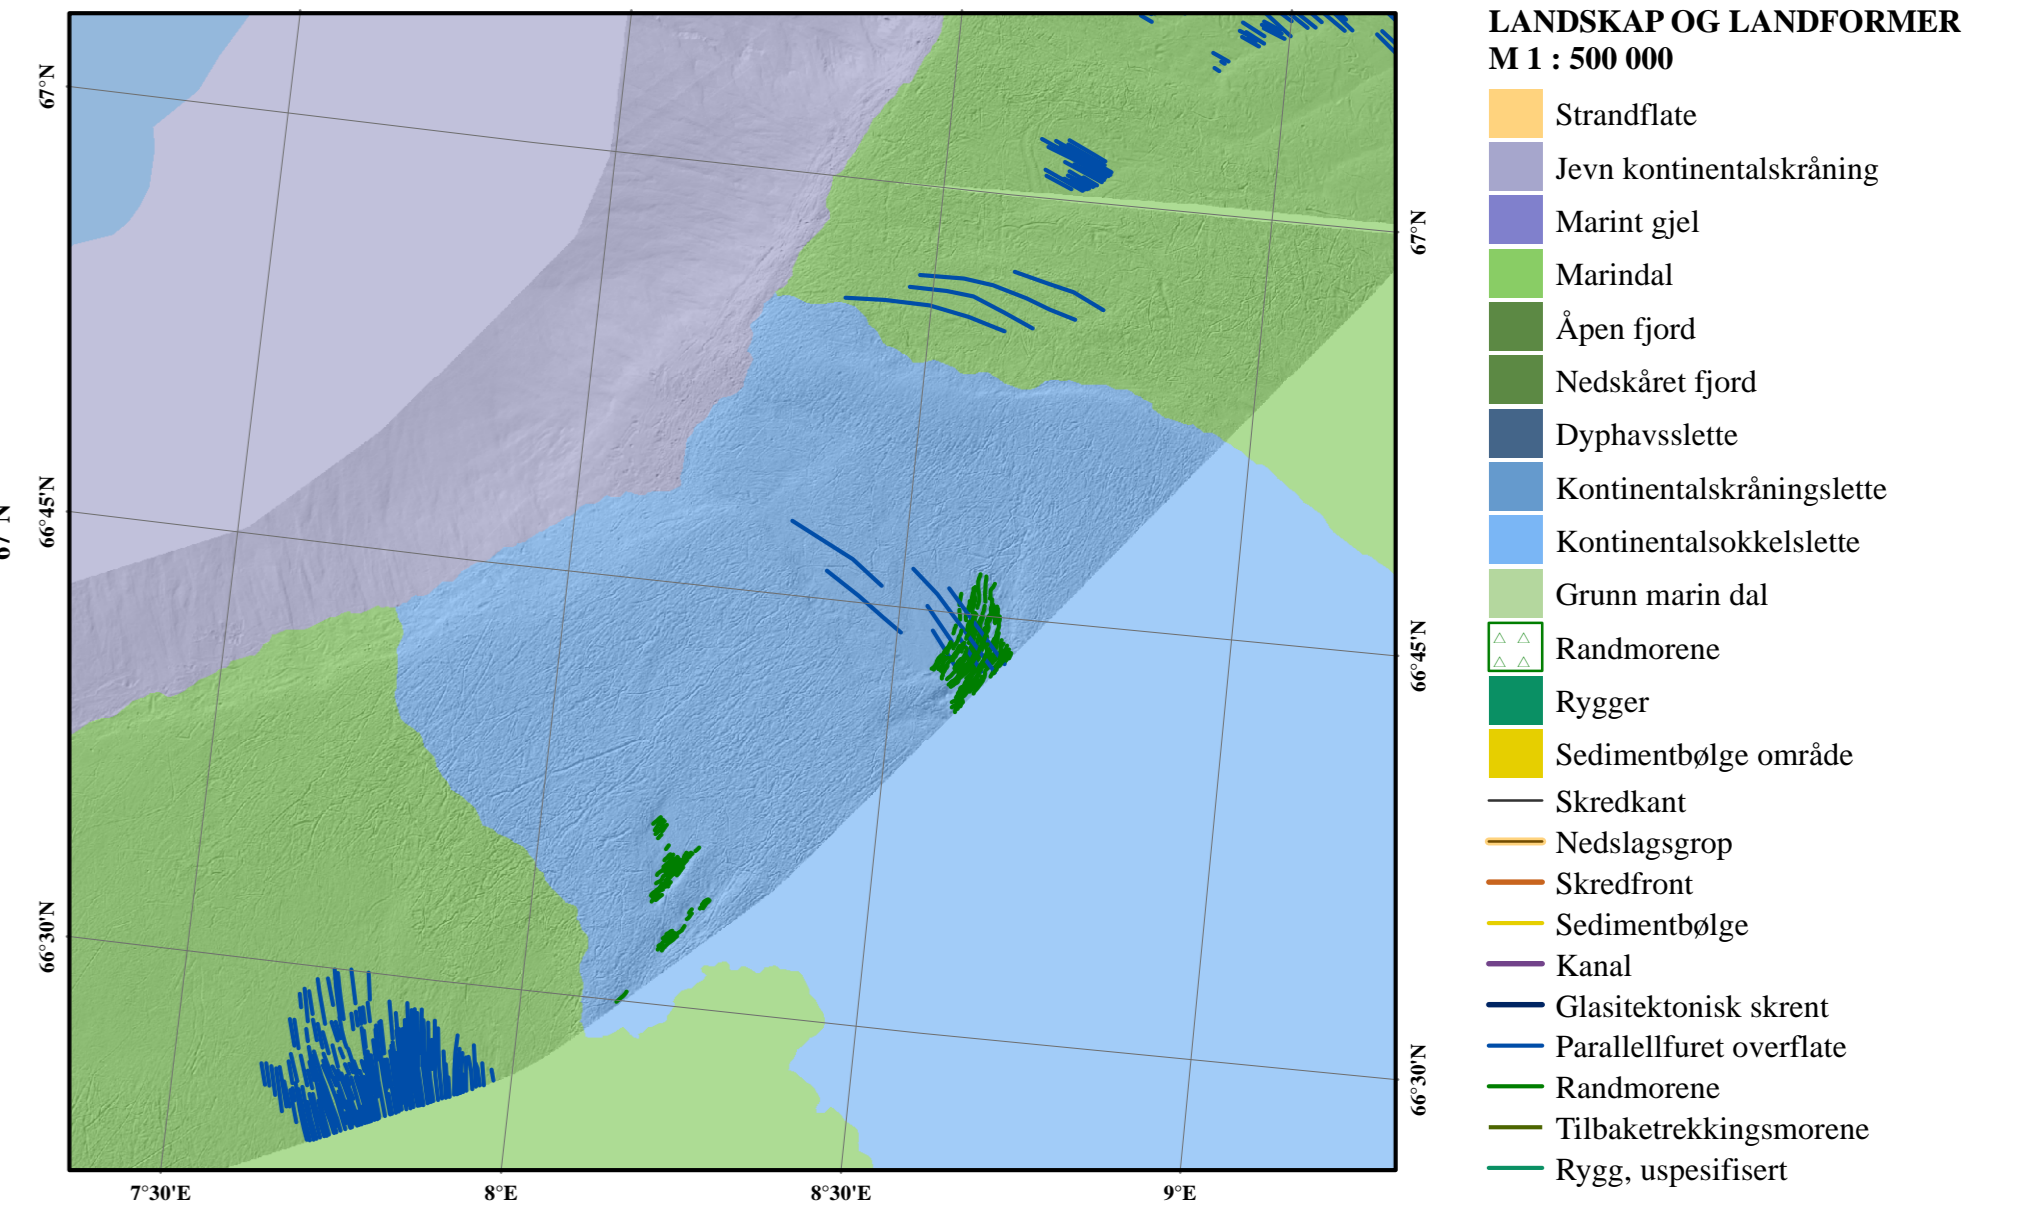 LANDSKAP OG LANDFORMER
M 1 : 500 000
Strandflate
Jevn kontinentalskråning
Marint gjel
Marindal
Åpen fjord
Nedskåret fjord
Dyphavsslette
Kontinentalskråningslette
Kontinentalsokkelslette
Grunn marin dal
Randmorene
Rygger
Sedimentbølge område
Skredkant
Nedslagsgrop
Skredfront
Sedimentbølge
Kanal
Glasitektonisk skrent
Parallellfuret overflate
Randmorene
Tilbaketrekkingsmorene
Rygg, uspesifisert
67°N
66°45'N
66°30'N
67°N
66°45'N
66°30'N
7°30'E
8°E
8°30'E
9°E